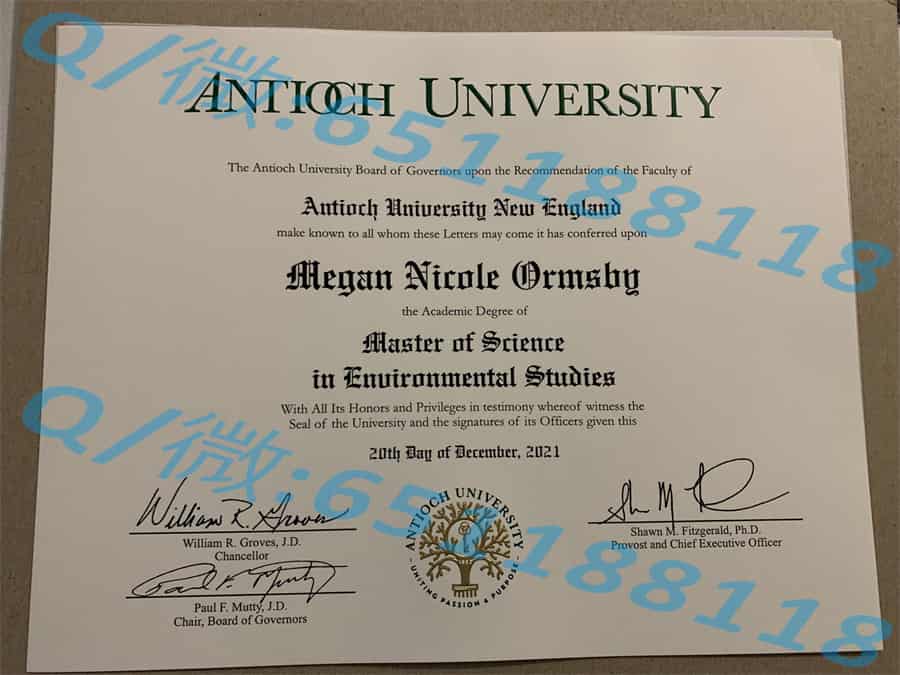 Q/微:651188118
ANTIOCH UNIVERSITY
The Antioch University Board of Governors upon the Recommendation of the Faculty of
Antioch University New England
make known to all whom these Letters may come it has conferred upon
Megan Nicole Ormsby
the Academic Degree of
Master of Science
in Environmental Studies
Q/微:651188118
With All Its Honors and Privileges in testimony whereof witness the
Seal of the University and the signatures of its Officers given this
20th Day of December, 2021
William R. Groves
William R. Groves, J.D.
Chancellor
Paul F. Mutty
Paul F. Mutty, J.D.
Chair, Board of Governors
ANTIOCH UNIVERSITY
· UNITING PASSION & PURPOSE ·
Shawn M. Fitzgerald, Ph.D.
Provost and Chief Executive Officer